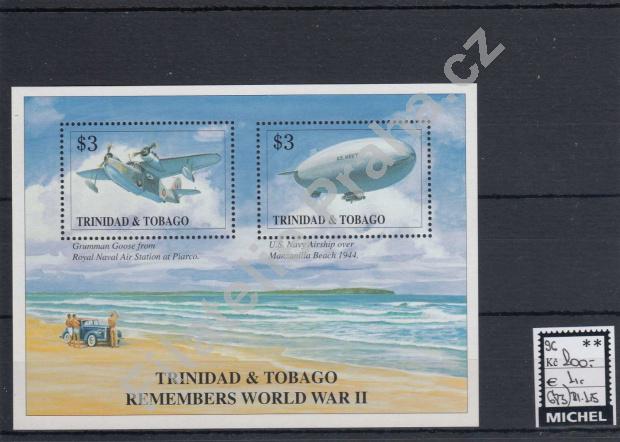 $3
$3
TRINIDAD & TOBAGO
TRINIDAD & TOBAGO
Grumman Goose from
Royal Naval Air Station at Piarco.
U.S. Navy Airship over
Manzanilla Beach 1944.
TRINIDAD & TOBAGO
REMEMBERS WORLD WAR II
**
Kč 200.-
€
MICHEL